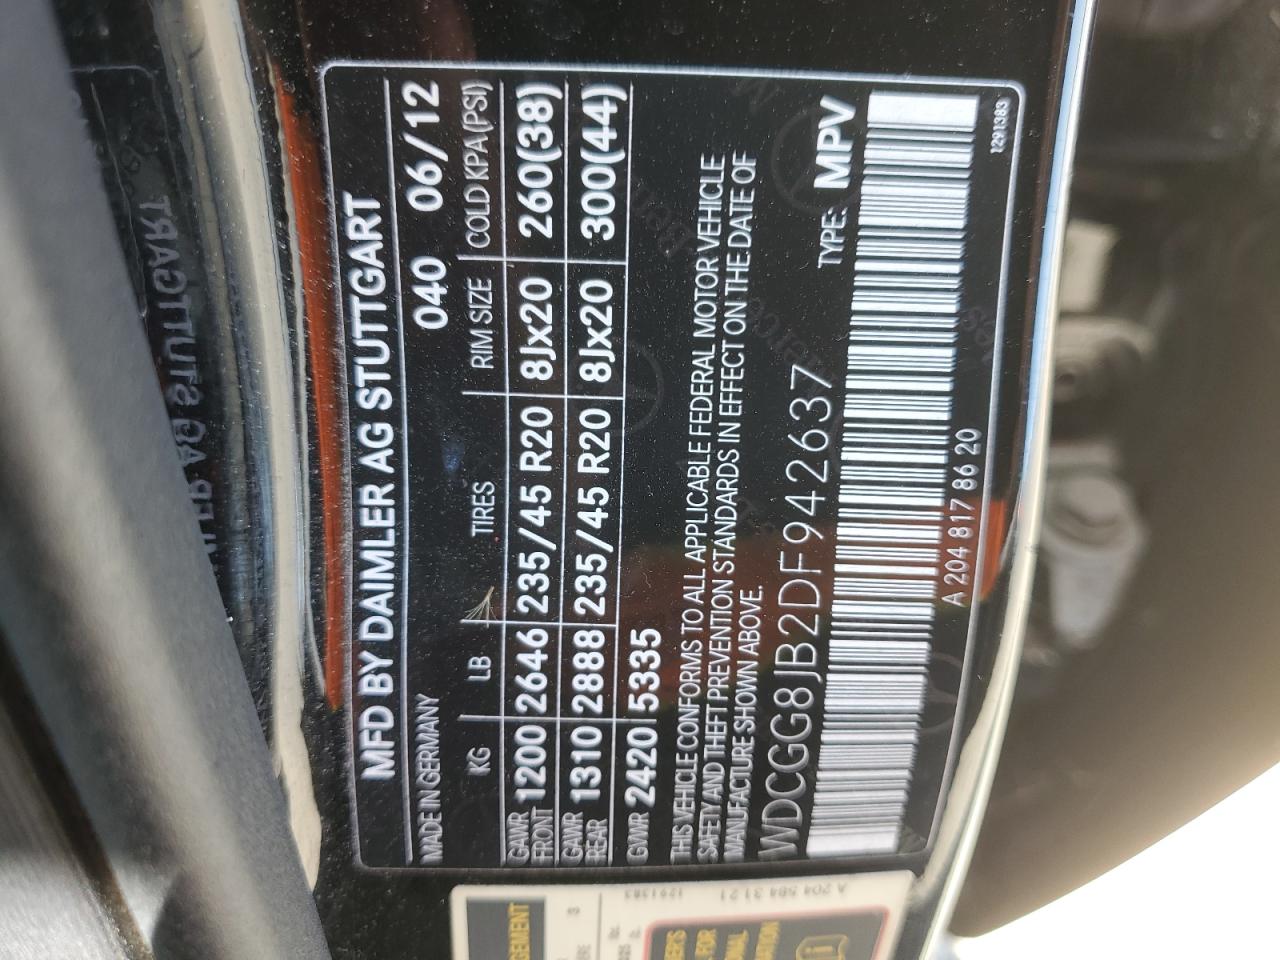 MFD BY DAIMLER AG STUTTGART
MADE IN GERMANY 040 06/12
KG LB TIRES RIM SIZE COLD KPA(PSI)
GAWR FRONT 1200 2646 235/45 R20 8Jx20 260(38)
GAWR REAR 1310 2888 235/45 R20 8Jx20 300(44)
GVWR 2420 5335
THIS VEHICLE CONFORMS TO ALL APPLICABLE FEDERAL MOTOR VEHICLE
SAFETY AND THEFT PREVENTION STANDARDS IN EFFECT ON THE DATE OF
MANUFACTURE SHOWN ABOVE.
WDCGG8JB2DF942637 TYPE: MPV
A 204 817 86 20
1291383
A 204 584 31 21
1291383